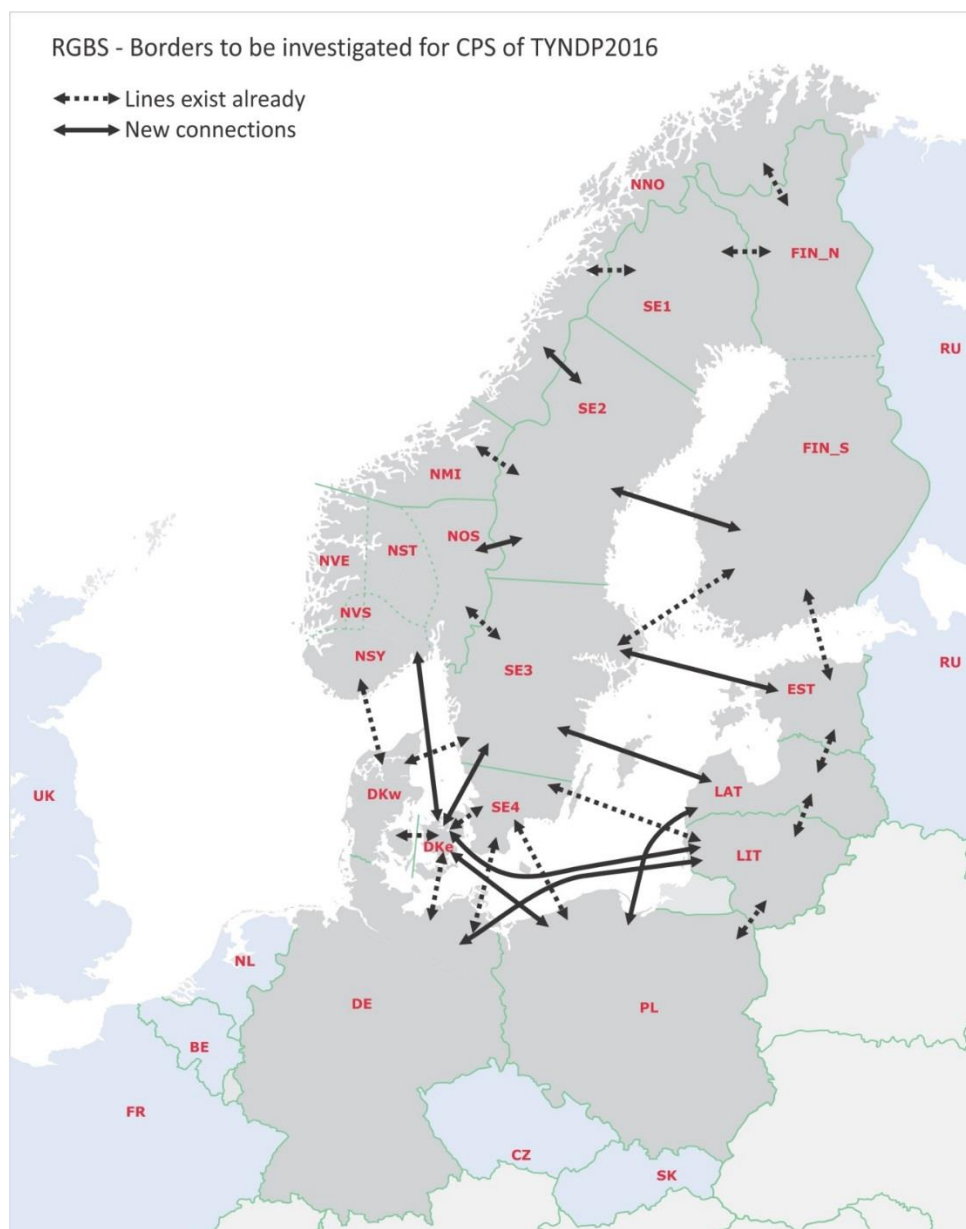 RGBS - Borders to be investigated for CPS of TYNDP2016
Lines exist already
New connections
NNO
FIN_N
SE1
RU
SE2
FIN_S
NMI
NOS
NST
NVE
NVS
NSY
SE3
RU
EST
UK
DKw
LAT
SE4
DKe
LIT
NL
DE
PL
BE
FR
CZ
SK